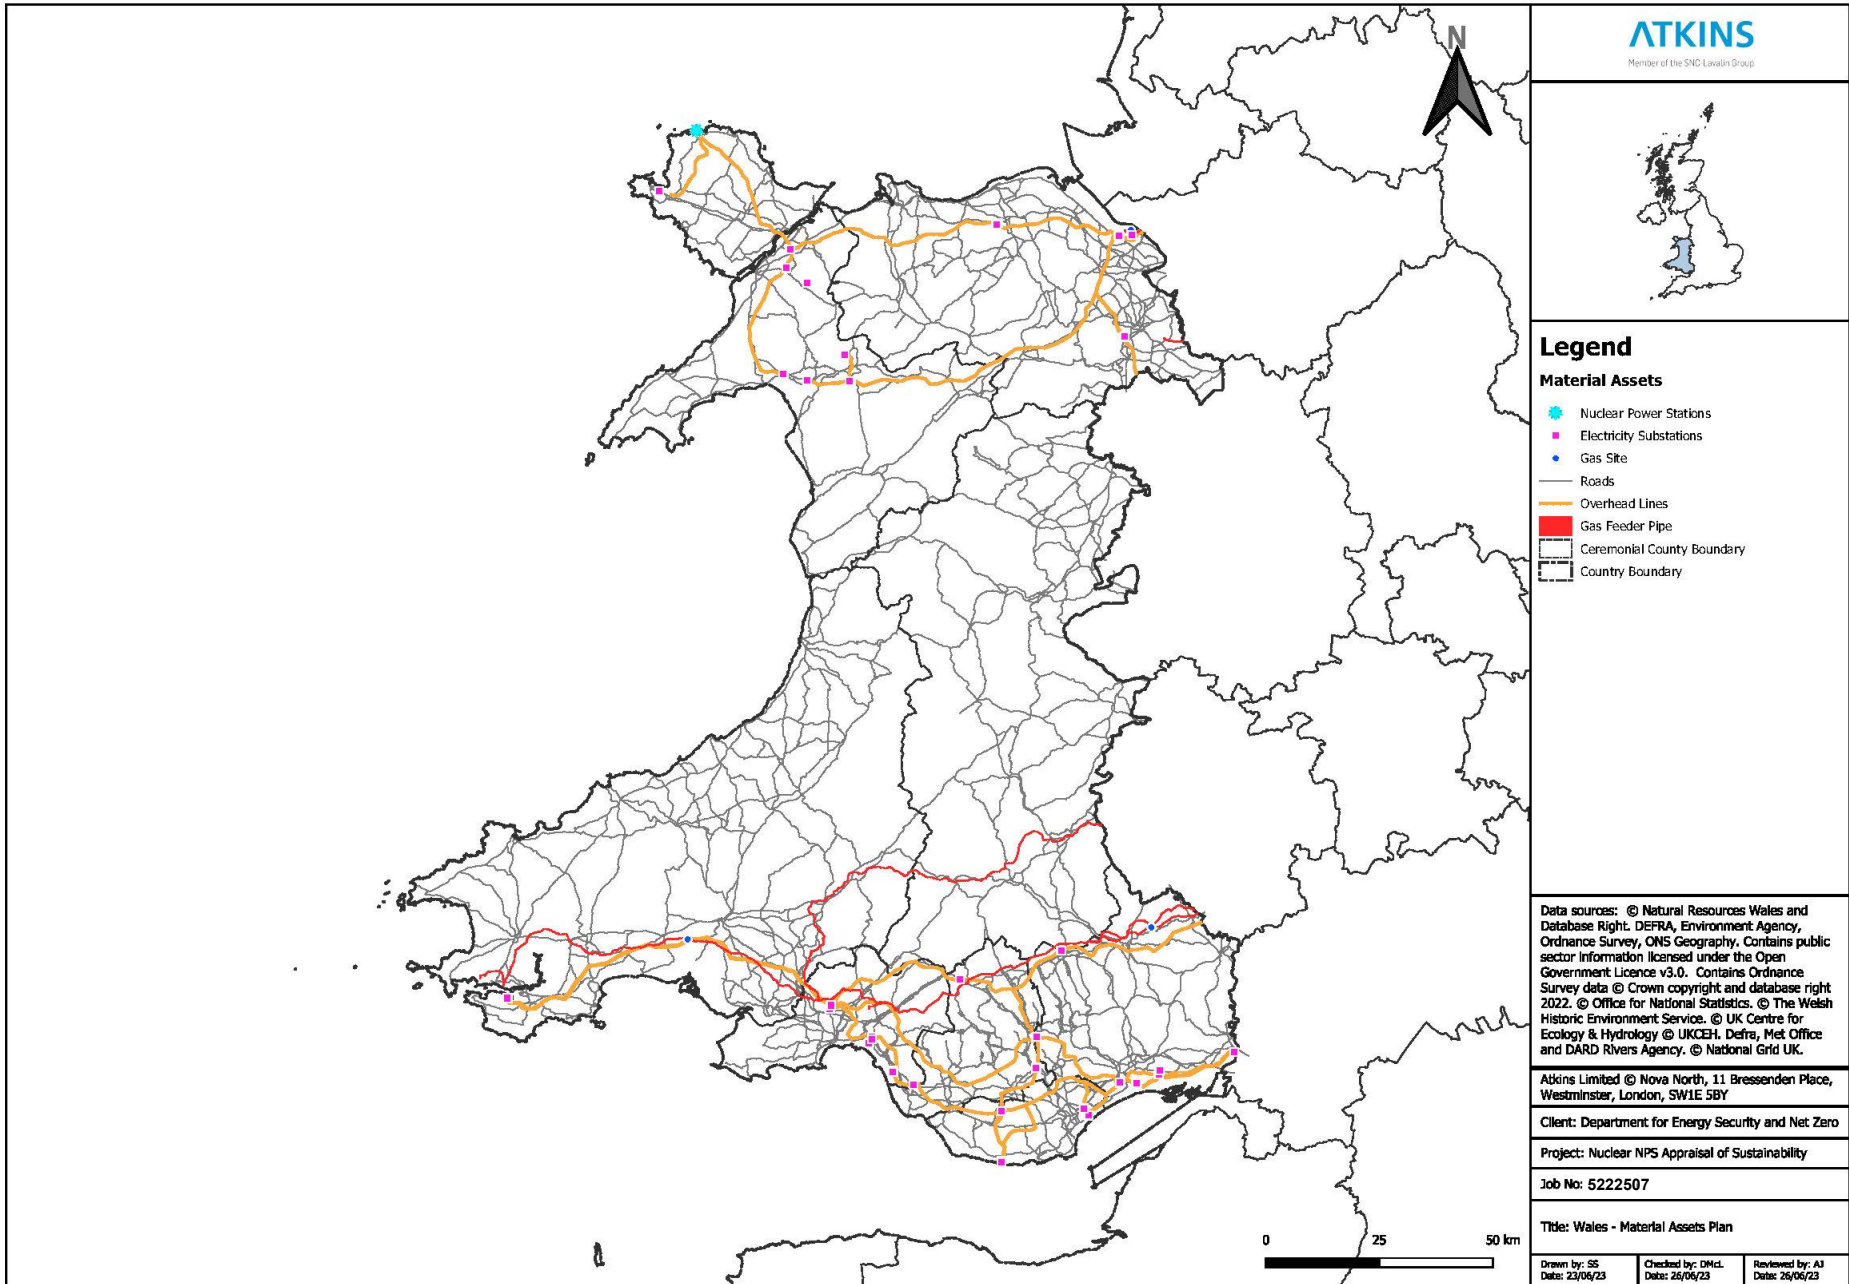 N
ATKINS
Member of the SNC-Lavalin Group
Legend
Material Assets
Nuclear Power Stations
Electricity Substations
Gas Site
Roads
Overhead Lines
Gas Feeder Pipe
Ceremonial County Boundary
Country Boundary
Data sources: © Natural Resources Wales and
Database Right. DEFRA, Environment Agency,
Ordnance Survey, ONS Geography. Contains public
sector information licensed under the Open
Government Licence v3.0. Contains Ordnance
Survey data © Crown copyright and database right
2022. © Office for National Statistics. © The Welsh
Historic Environment Service. © UK Centre for
Ecology & Hydrology © UKCEH. Defra, Met Office
and DARD Rivers Agency. © National Grid UK.
Atkins Limited © Nova North, 11 Bressenden Place,
Westminster, London, SW1E 5BY
Client: Department for Energy Security and Net Zero
Project: Nuclear NPS Appraisal of Sustainability
Job No: 5222507
Title: Wales - Material Assets Plan
0 25 50 km
Drawn by: SS
Date: 23/06/23
Checked by: DMcL
Date: 26/06/23
Reviewed by: AJ
Date: 26/06/23